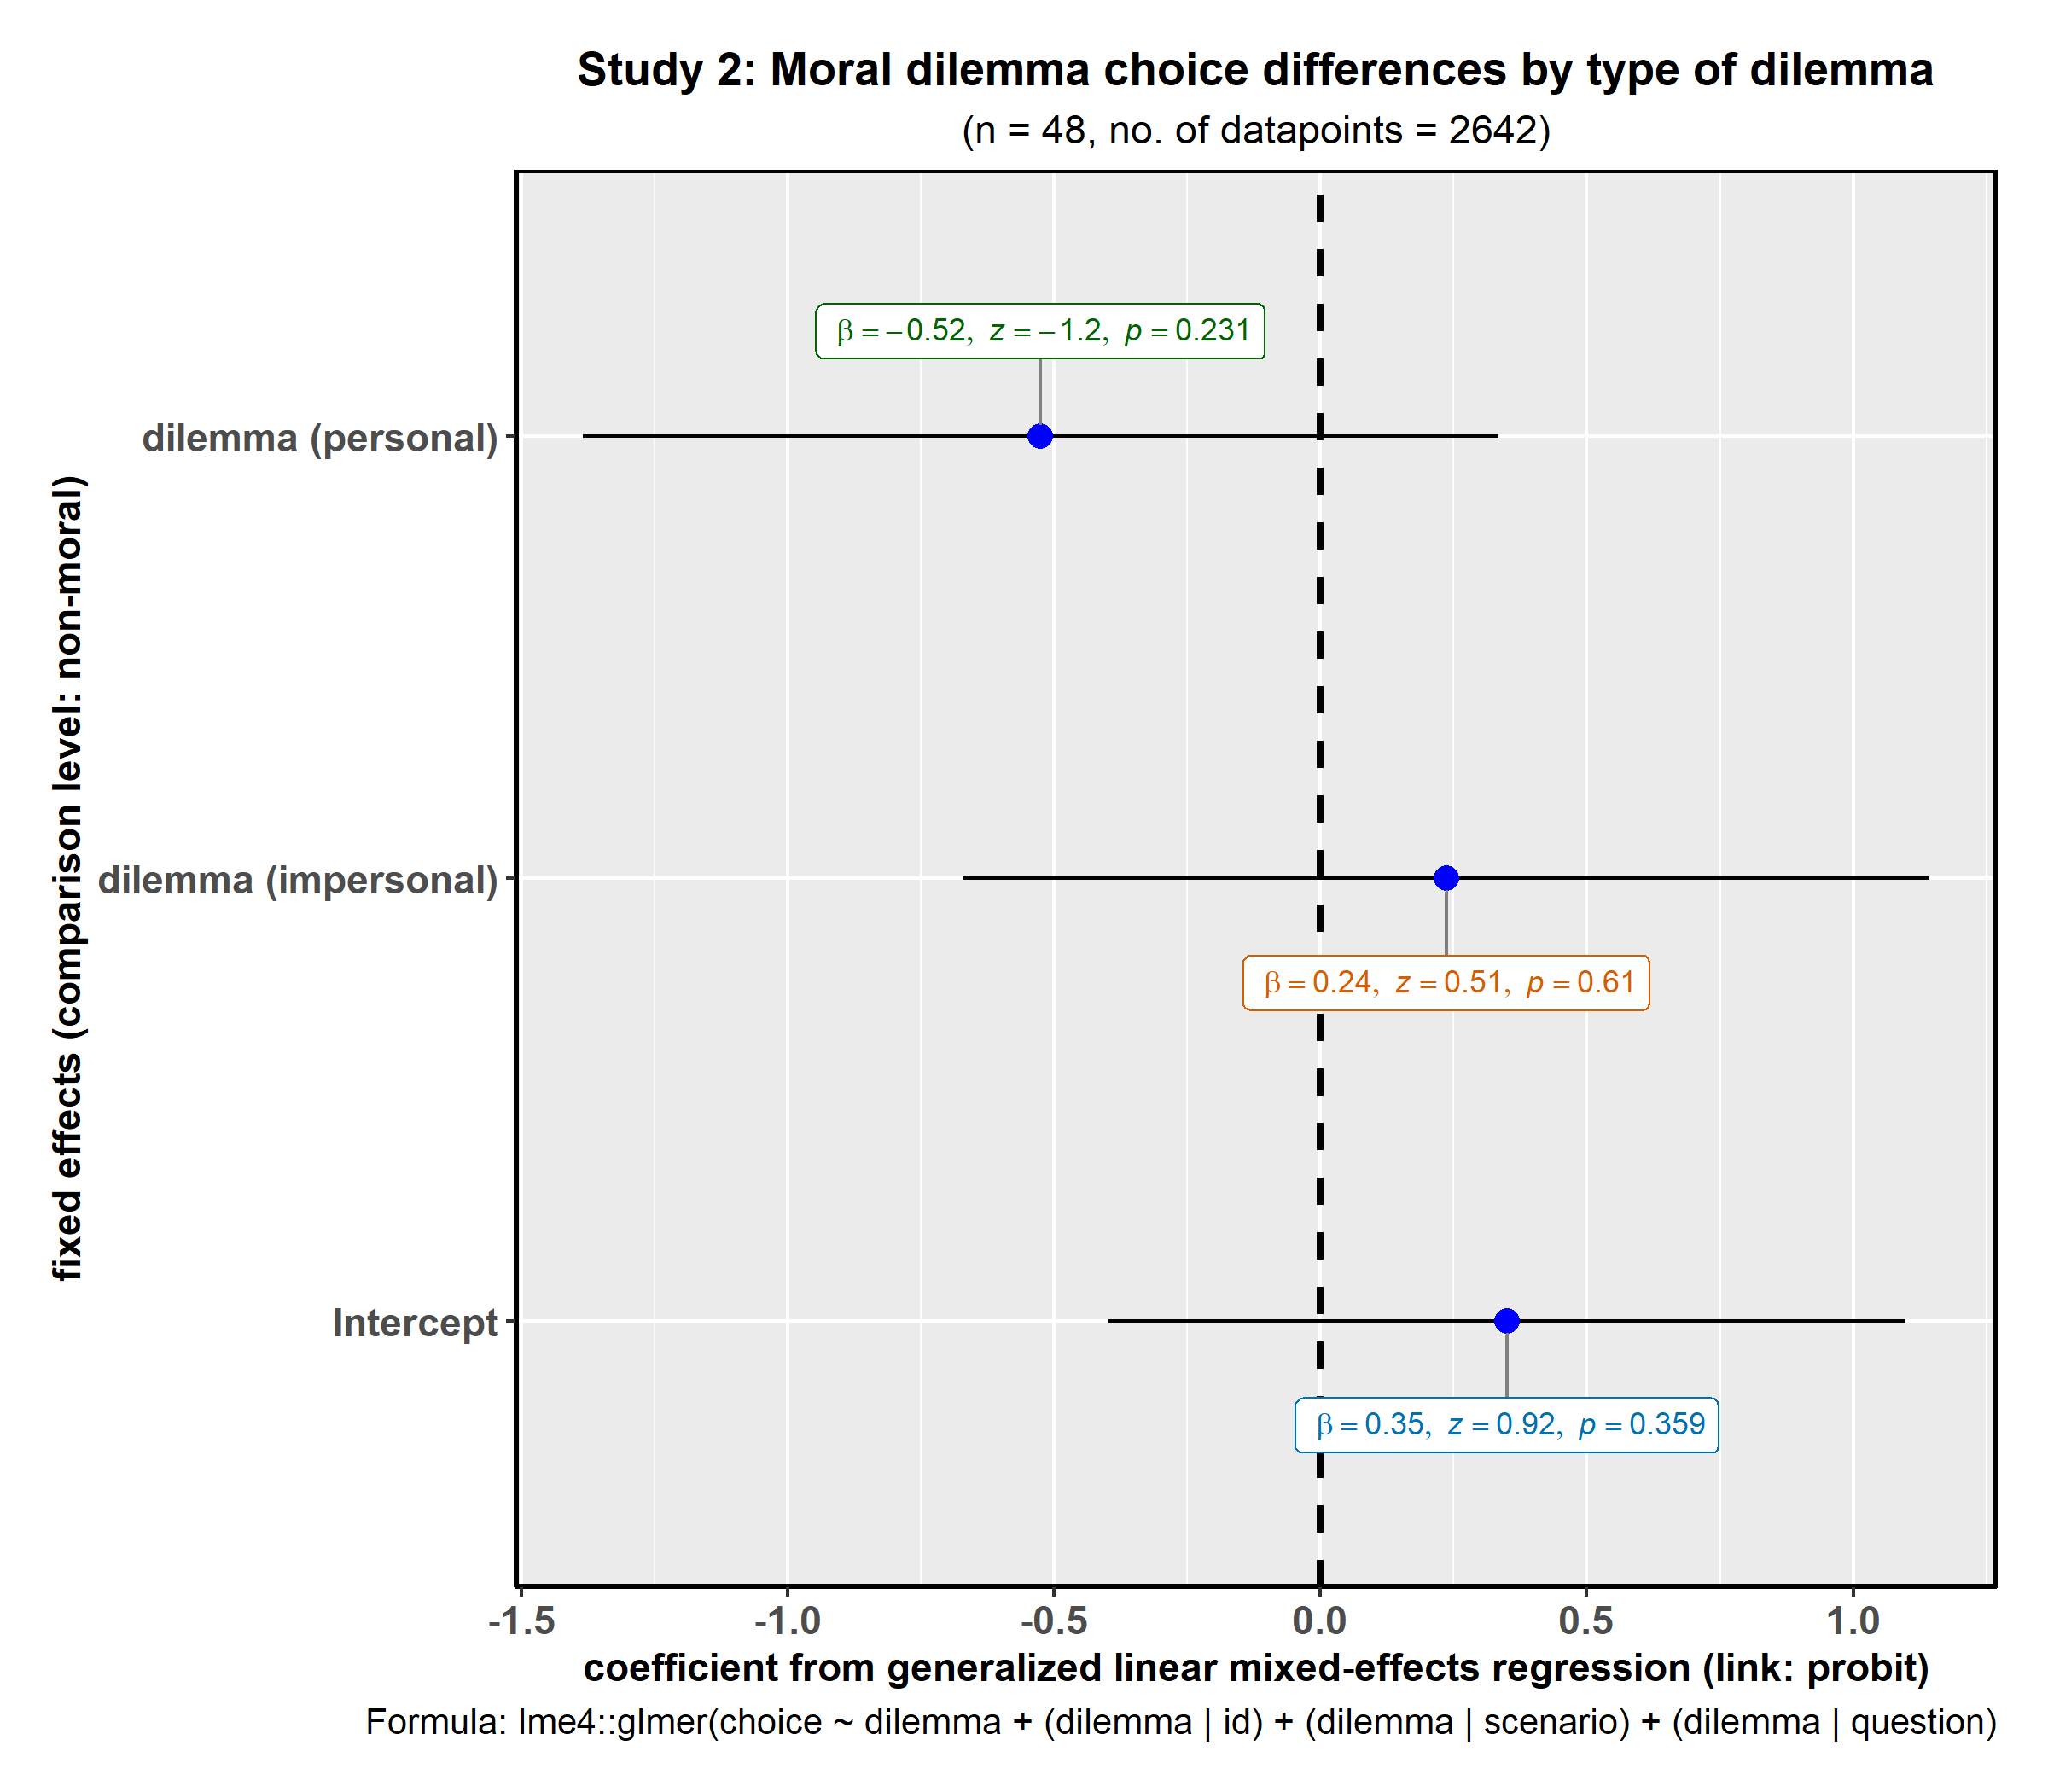 Study 2: Moral dilemma choice differences by type of dilemma
(n = 48, no. of datapoints = 2642)
fixed effects (comparison level: non-moral)
dilemma (personal)
β = −0.52, z = −1.2, p = 0.231
dilemma (impersonal)
β = 0.24, z = 0.51, p = 0.61
Intercept
β = 0.35, z = 0.92, p = 0.359
-1.5 -1.0 -0.5 0.0 0.5 1.0
coefficient from generalized linear mixed-effects regression (link: probit)
Formula: lme4::glmer(choice ~ dilemma + (dilemma | id) + (dilemma | scenario) + (dilemma | question)